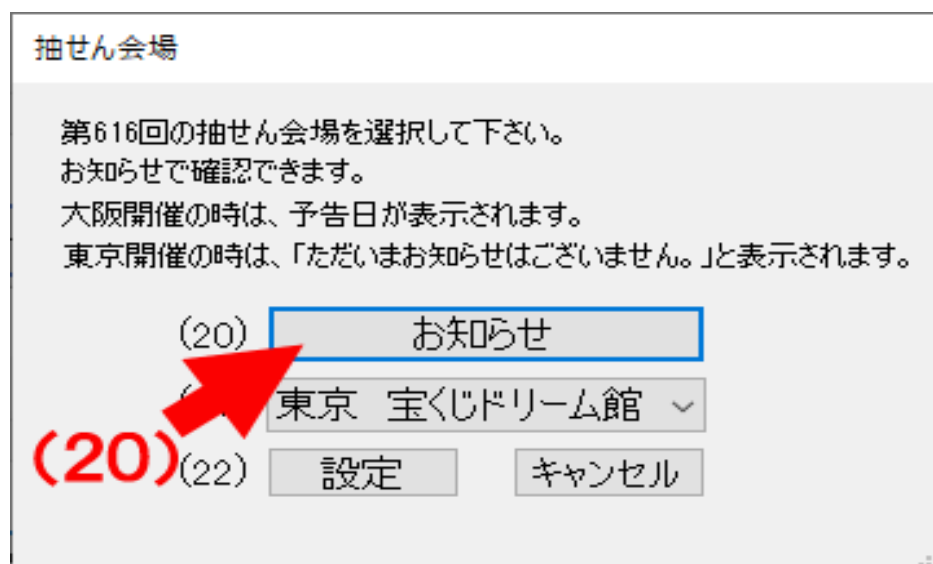 抽せん会場
第616回の抽せん会場を選択して下さい。
お知らせで確認できます。
大阪開催の時は、予告日が表示されます。
東京開催の時は、「ただいまお知らせはございません。」と表示されます。
(20) お知らせ
東京 宝くじドリーム館
(20)
(22) 設定 キャンセル